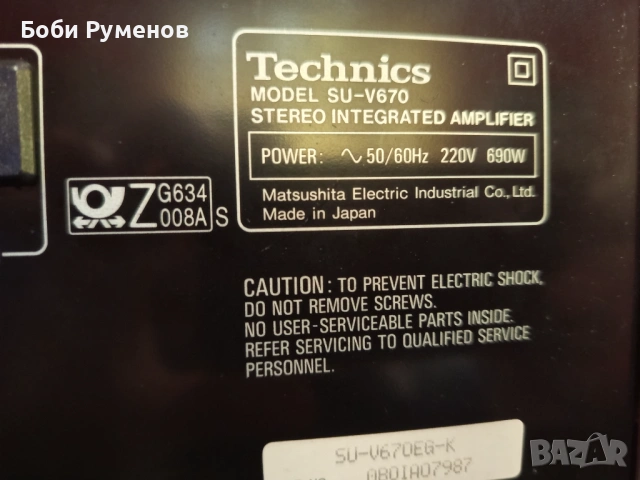 Боби Руменов
Technics
MODEL SU-V670
STEREO INTEGRATED AMPLIFIER
POWER: ∿ 50/60Hz 220V 690W
Matsushita Electric Industrial Co., Ltd.
Made in Japan
Z G634
008A S
CAUTION: TO PREVENT ELECTRIC SHOCK,
DO NOT REMOVE SCREWS.
NO USER-SERVICEABLE PARTS INSIDE.
REFER SERVICING TO QUALIFIED SERVICE
PERSONNEL.
SU-V670EG-K
AB01A07987
BAZAR